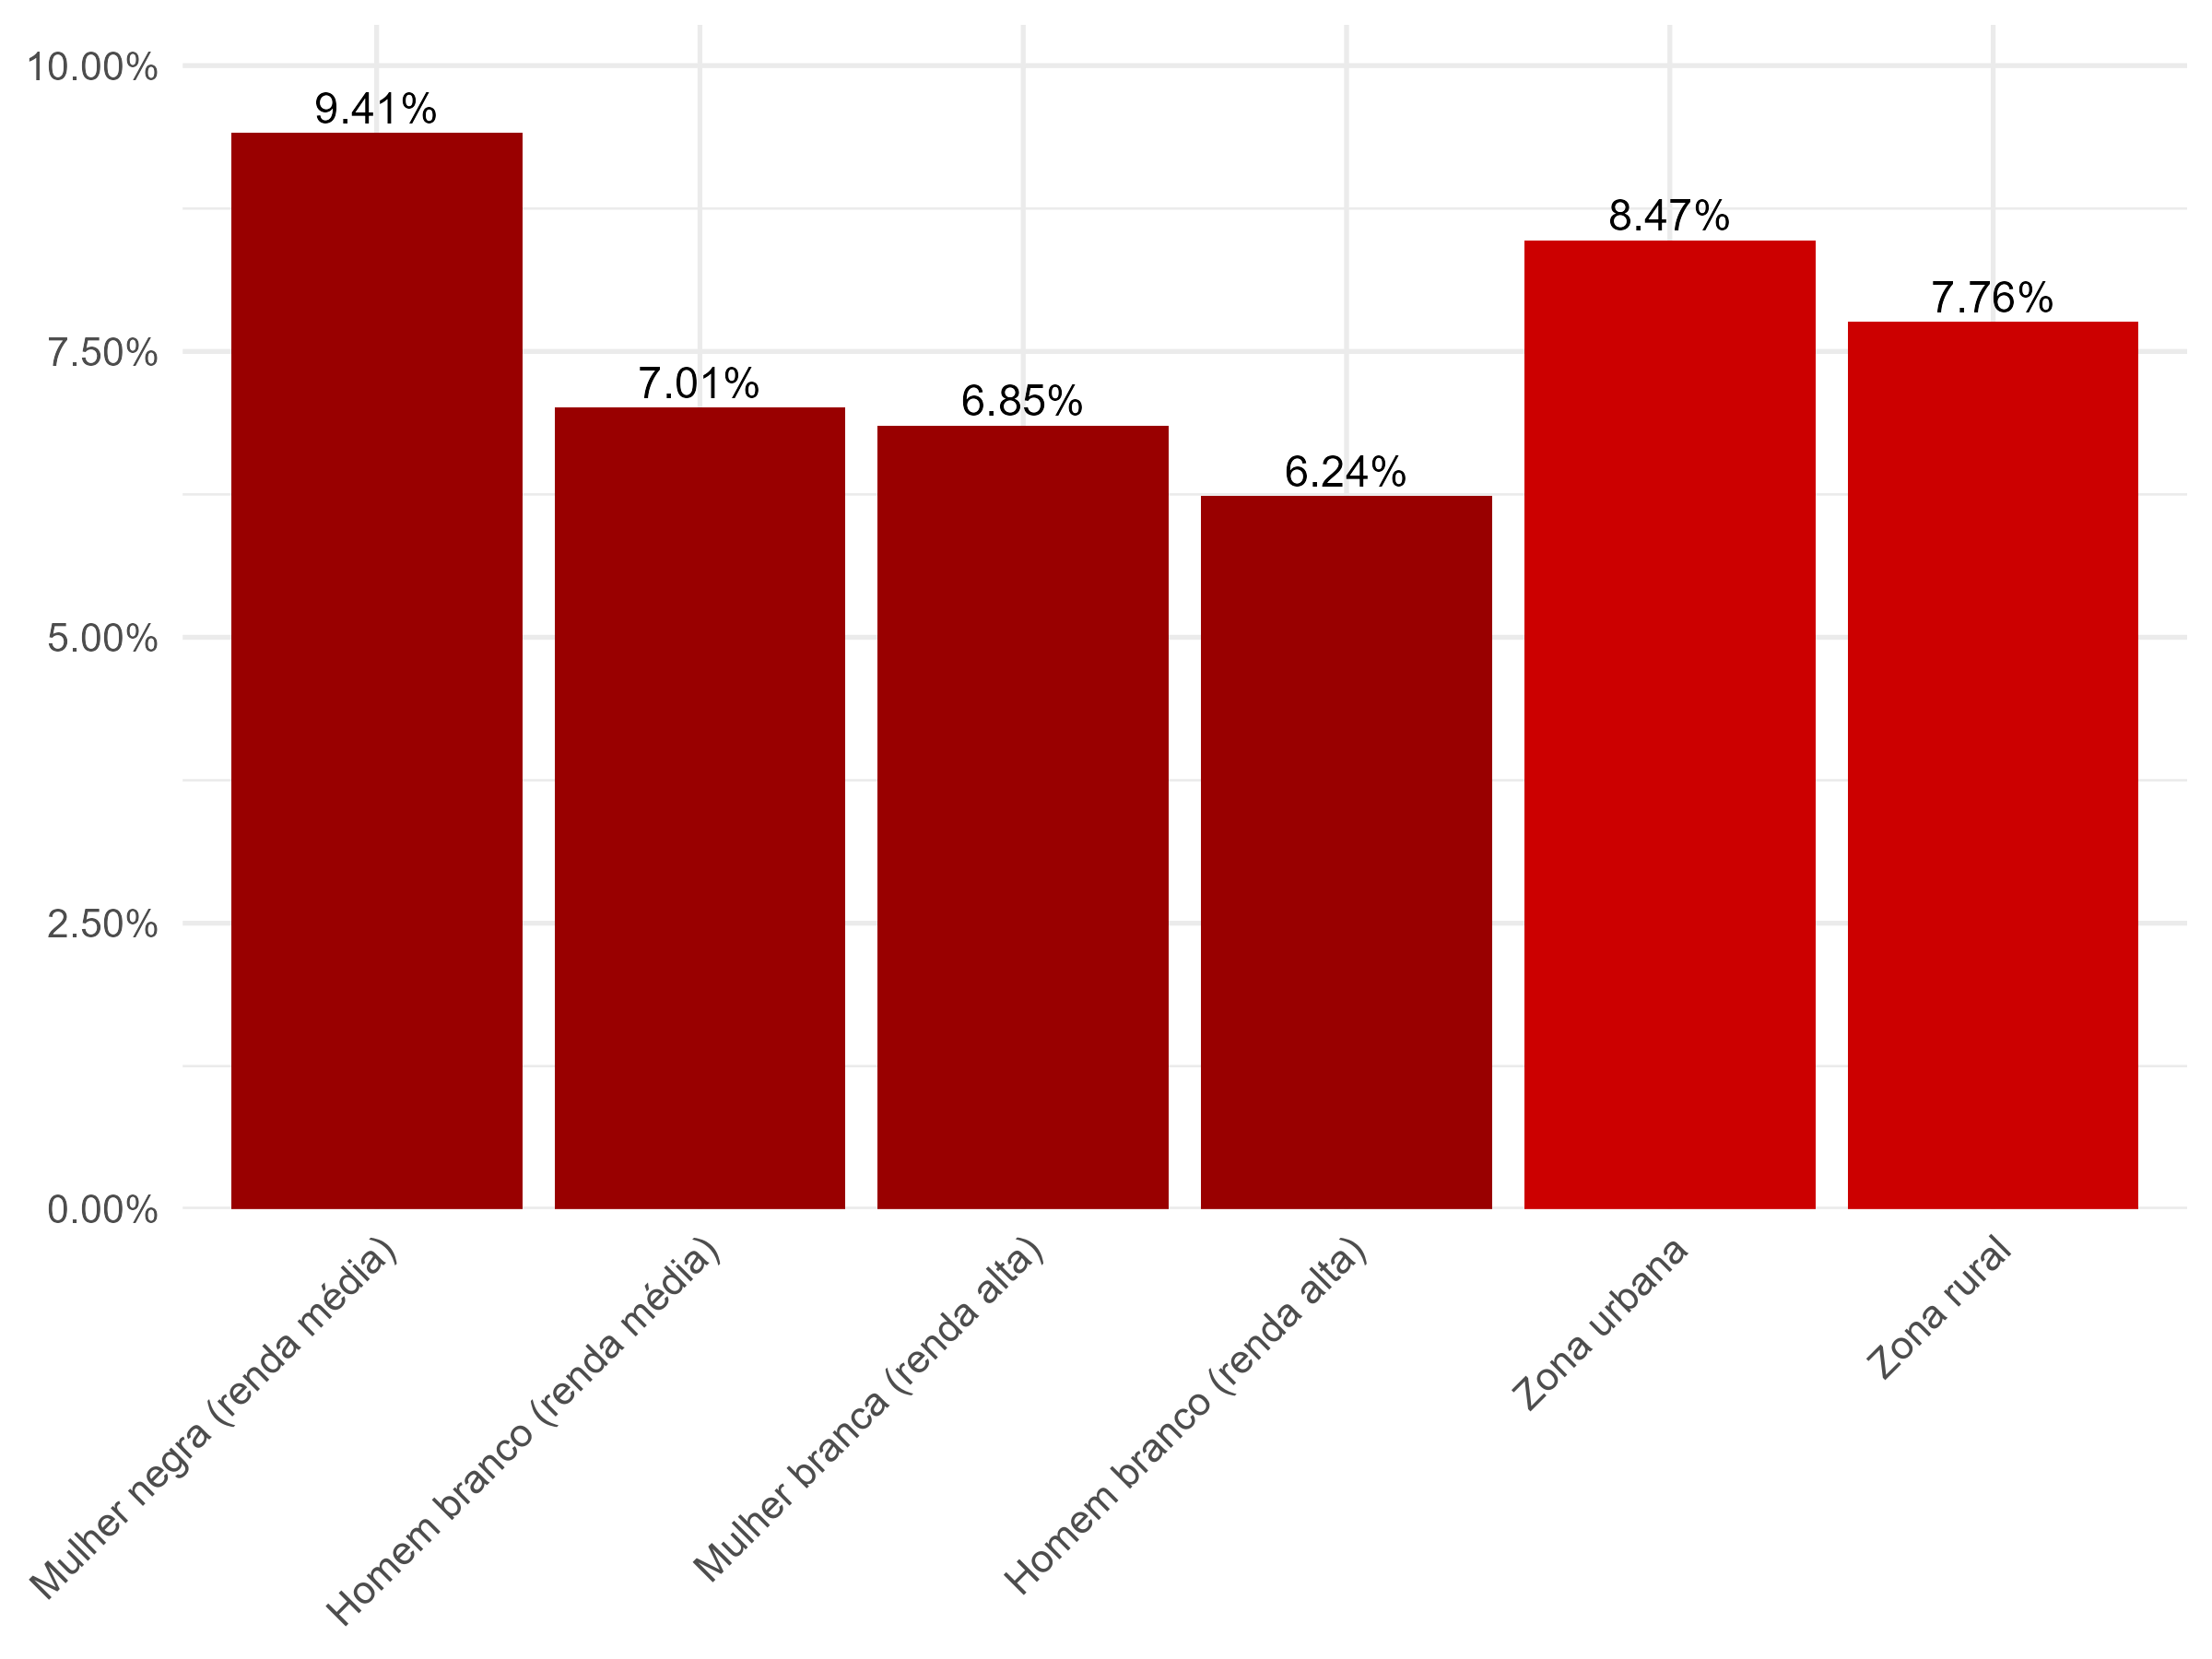 10.00%
7.50%
5.00%
2.50%
0.00%
9.41%
7.01%
6.85%
6.24%
8.47%
7.76%
Mulher negra (renda média)
Homem branco (renda média)
Mulher branca (renda alta)
Homem branco (renda alta)
Zona urbana
Zona rural